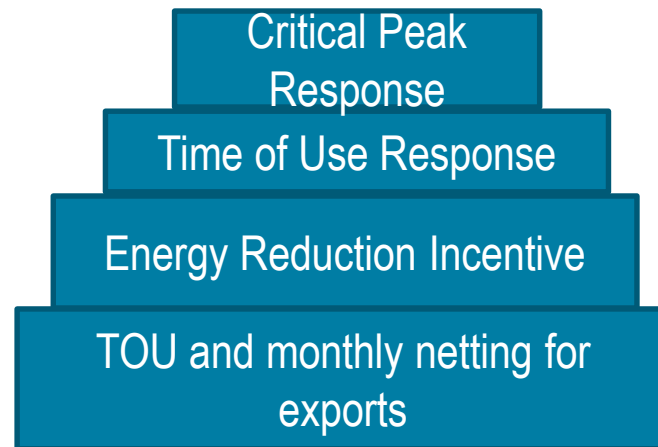 Critical Peak
Response
Time of Use Response
Energy Reduction Incentive
TOU and monthly netting for
exports